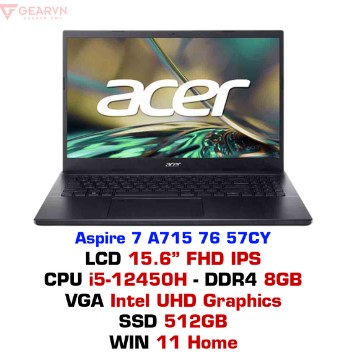 GEARVN
acer
acer
Aspire 7 A715 76 57CY
LCD 15.6” FHD IPS
CPU i5-12450H - DDR4 8GB
VGA Intel UHD Graphics
SSD 512GB
WIN 11 Home